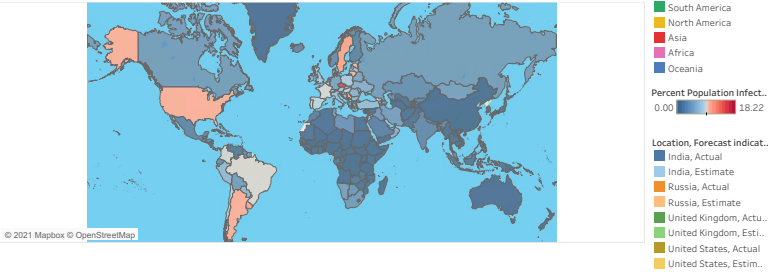 South America
North America
Asia
Africa
Oceania
Percent Population Infect..
0.00 18.22
Location, Forecast indicat..
India, Actual
India, Estimate
Russia, Actual
Russia, Estimate
United Kingdom, Actu..
United Kingdom, Esti..
United States, Actual
United States, Estim..
© 2021 Mapbox © OpenStreetMap